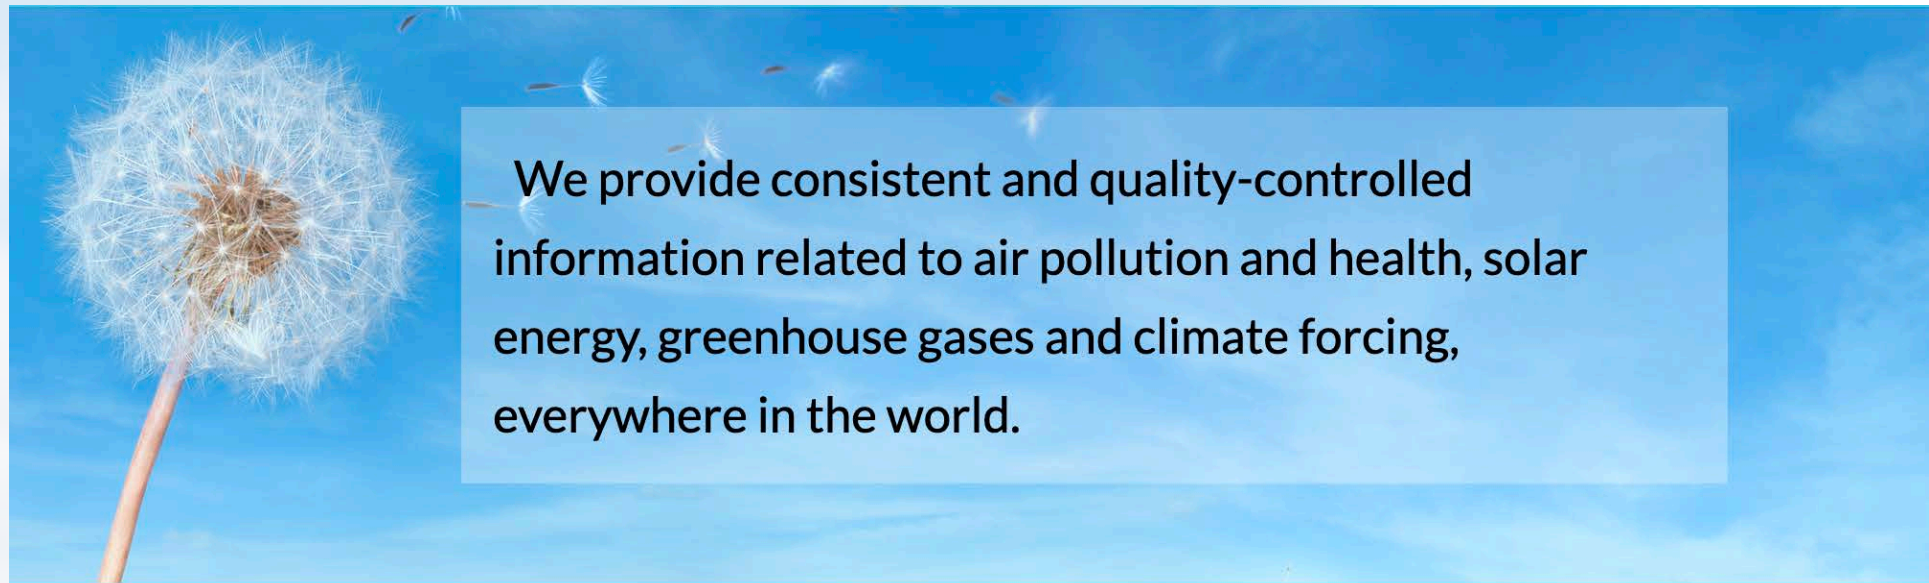 We provide consistent and quality-controlled
information related to air pollution and health, solar
energy, greenhouse gases and climate forcing,
everywhere in the world.